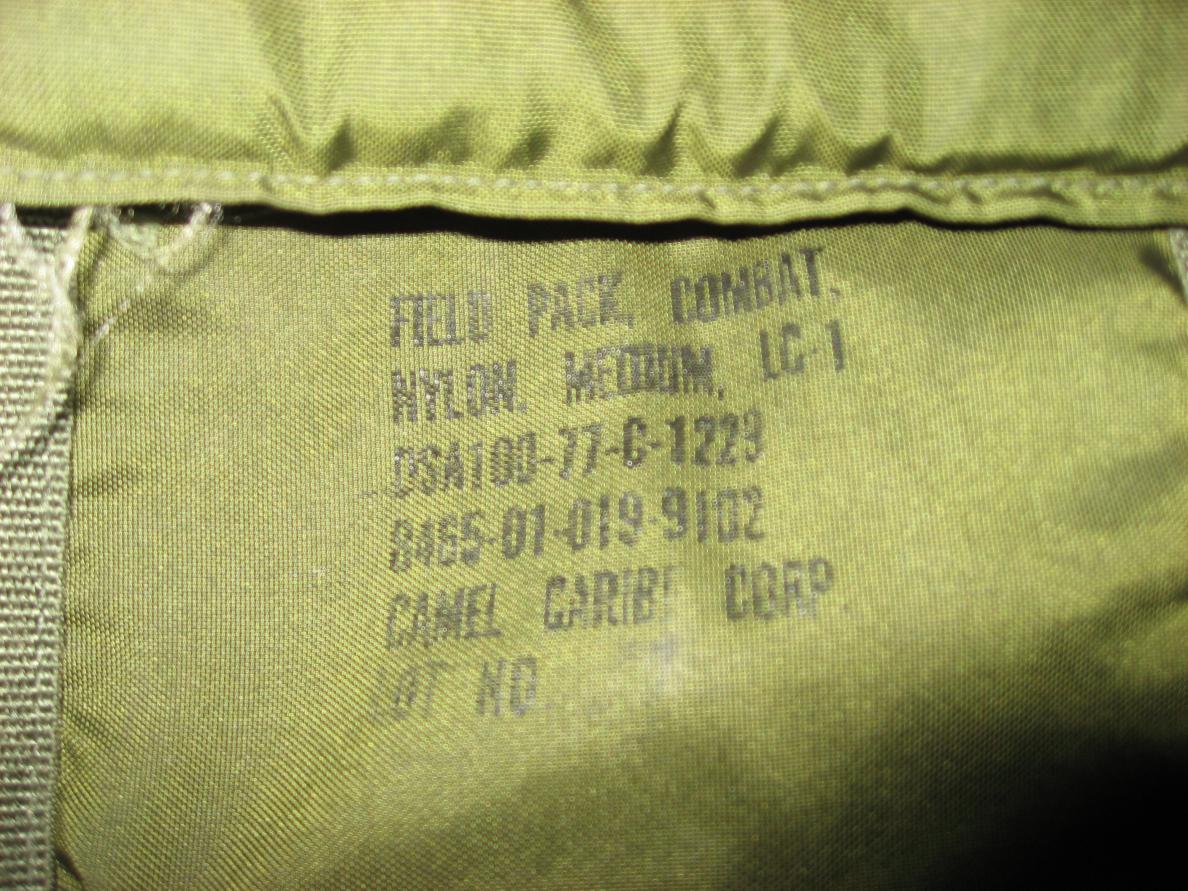 FIELD PACK, COMBAT,
NYLON, MEDIUM, LC-1
DSA100-77-C-1229
8465-01-019-9102
CAMEL CARIBE CORP.
LOT NO.